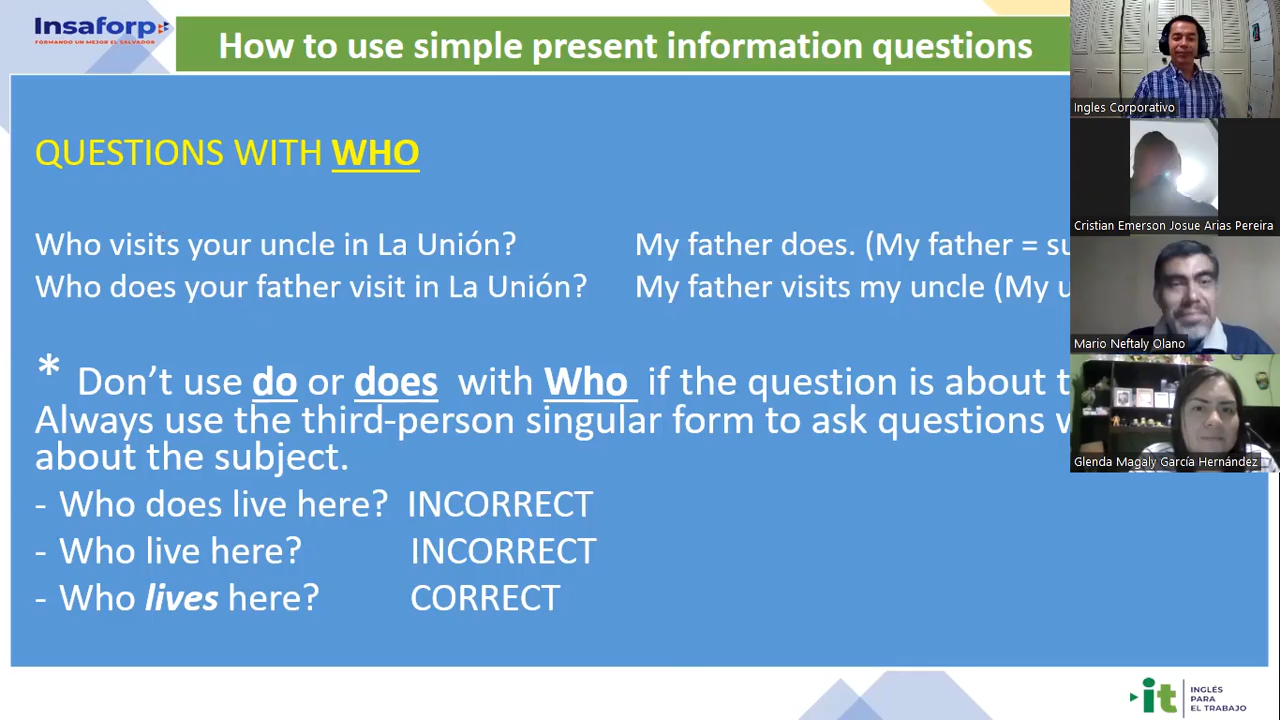 Insaforp
FORMANDO UN MEJOR EL SALVADOR
How to use simple present information questions
QUESTIONS WITH WHO
Who visits your uncle in La Unión? My father does. (My father = su
Who does your father visit in La Unión? My father visits my uncle (My u
* Don’t use do or does with Who if the question is about t
Always use the third-person singular form to ask questions w
about the subject.
- Who does live here? INCORRECT
- Who live here? INCORRECT
- Who lives here? CORRECT
Ingles Corporativo
Cristian Emerson Josue Arias Pereira
Mario Neftaly Olano
Glenda Magaly García Hernández
it INGLÉS
PARA
EL TRABAJO